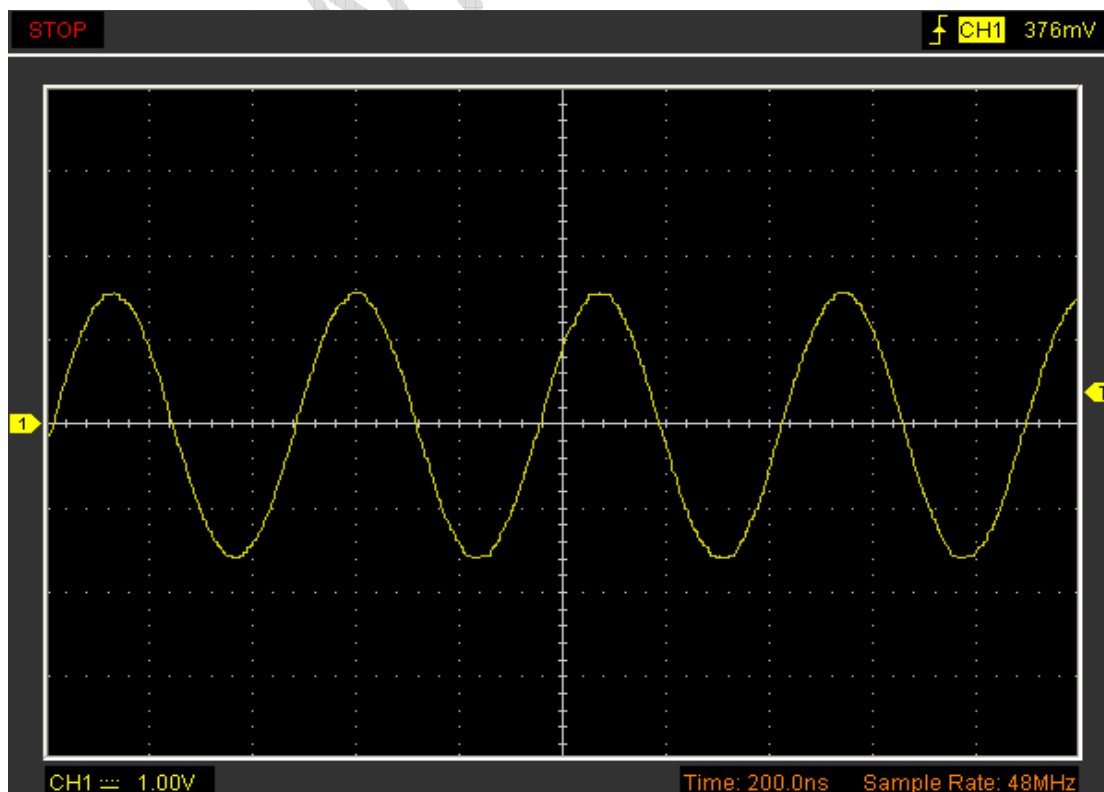 STOP
CH1 376mV
1
T
CH1 1.00V
Time: 200.0ns Sample Rate: 48MHz